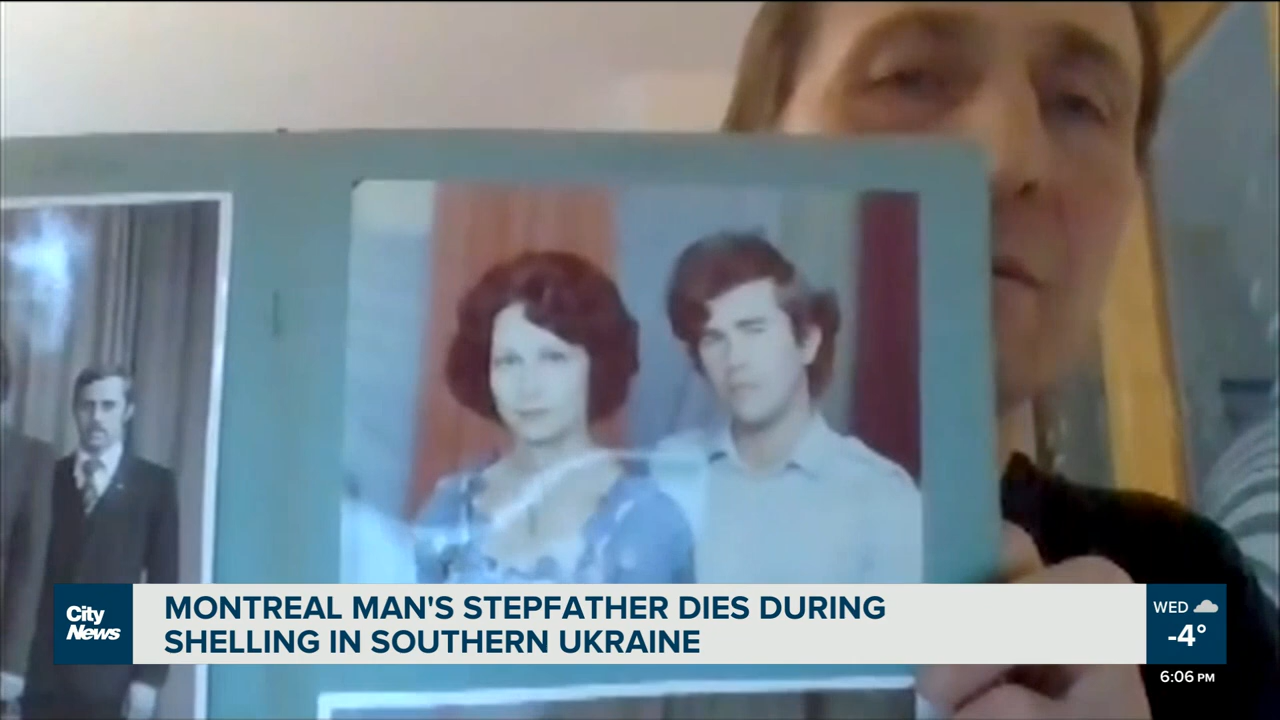 City
News
MONTREAL MAN'S STEPFATHER DIES DURING
SHELLING IN SOUTHERN UKRAINE
WED
-4°
6:06 PM